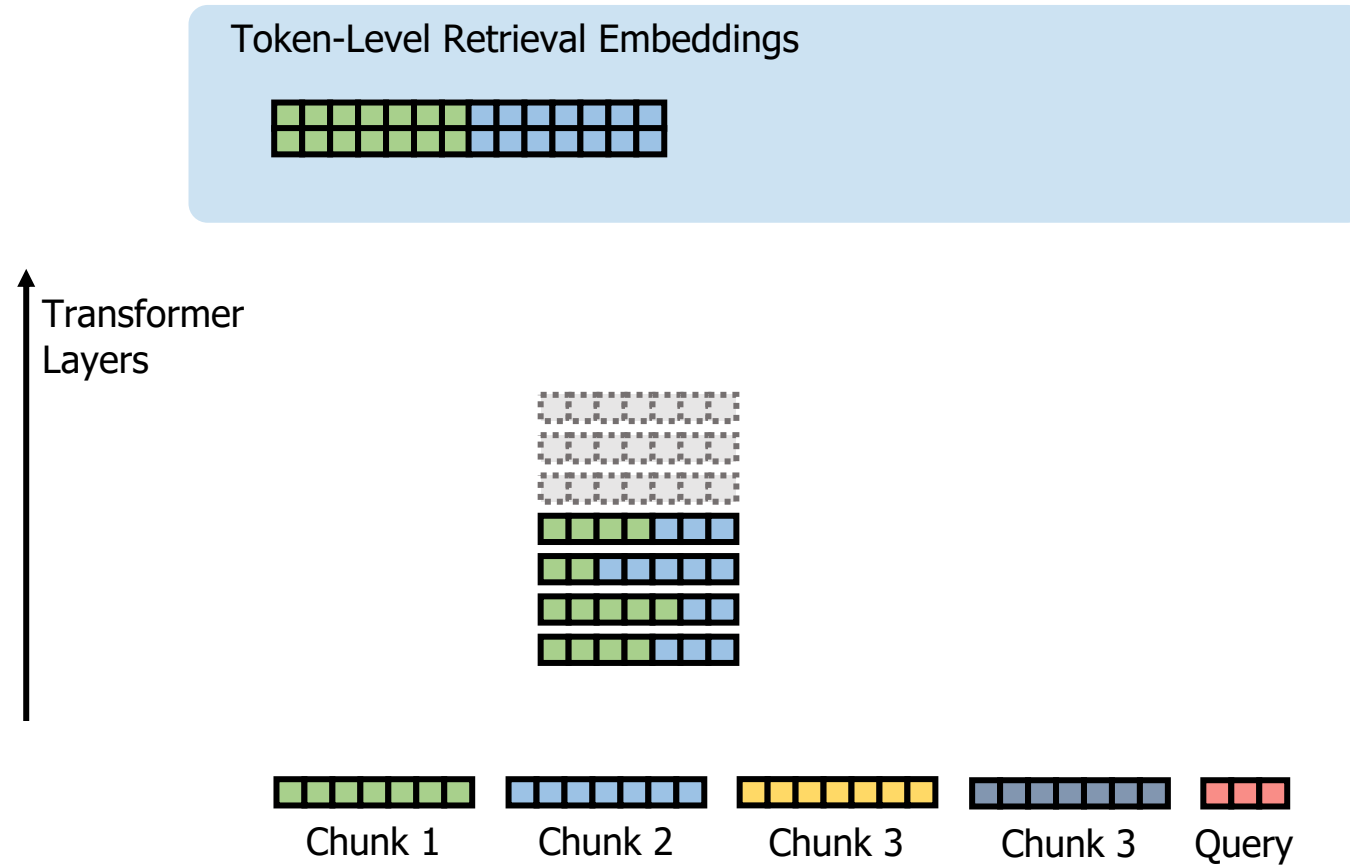 Token-Level Retrieval Embeddings
Transformer
Layers
Chunk 1
Chunk 2
Chunk 3
Chunk 3
Query